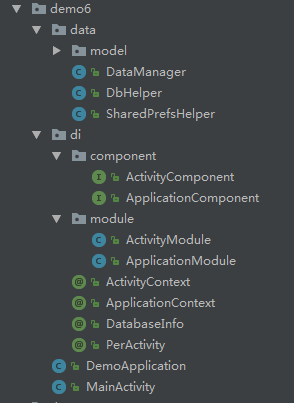 demo6
data
model
DataManager
DbHelper
SharedPrefsHelper
di
component
ActivityComponent
ApplicationComponent
module
ActivityModule
ApplicationModule
ActivityContext
ApplicationContext
DatabaseInfo
PerActivity
DemoApplication
MainActivity